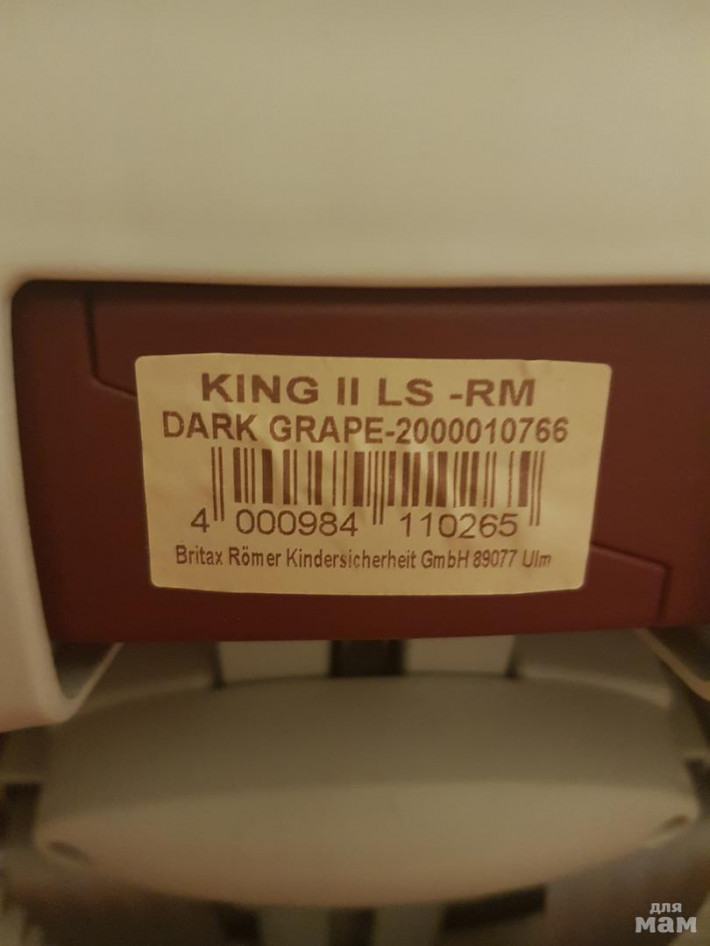 KING II LS -RM
DARK GRAPE-2000010766
4 000984 110265
Britax Römer Kindersicherheit GmbH 89077 Ulm
для
мам